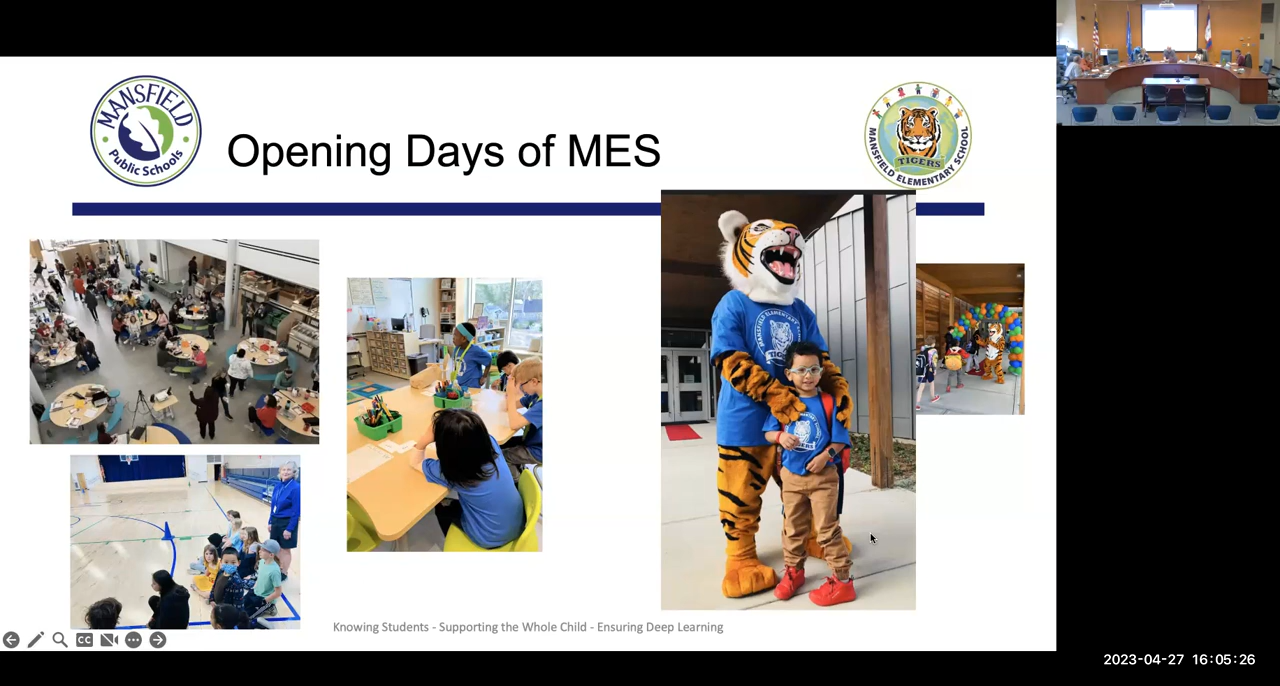 MANSFIELD
Public Schools
Opening Days of MES
MANSFIELD ELEMENTARY SCHOOL
TIGERS
Knowing Students - Supporting the Whole Child - Ensuring Deep Learning
CC
2023-04-27 16:05:26